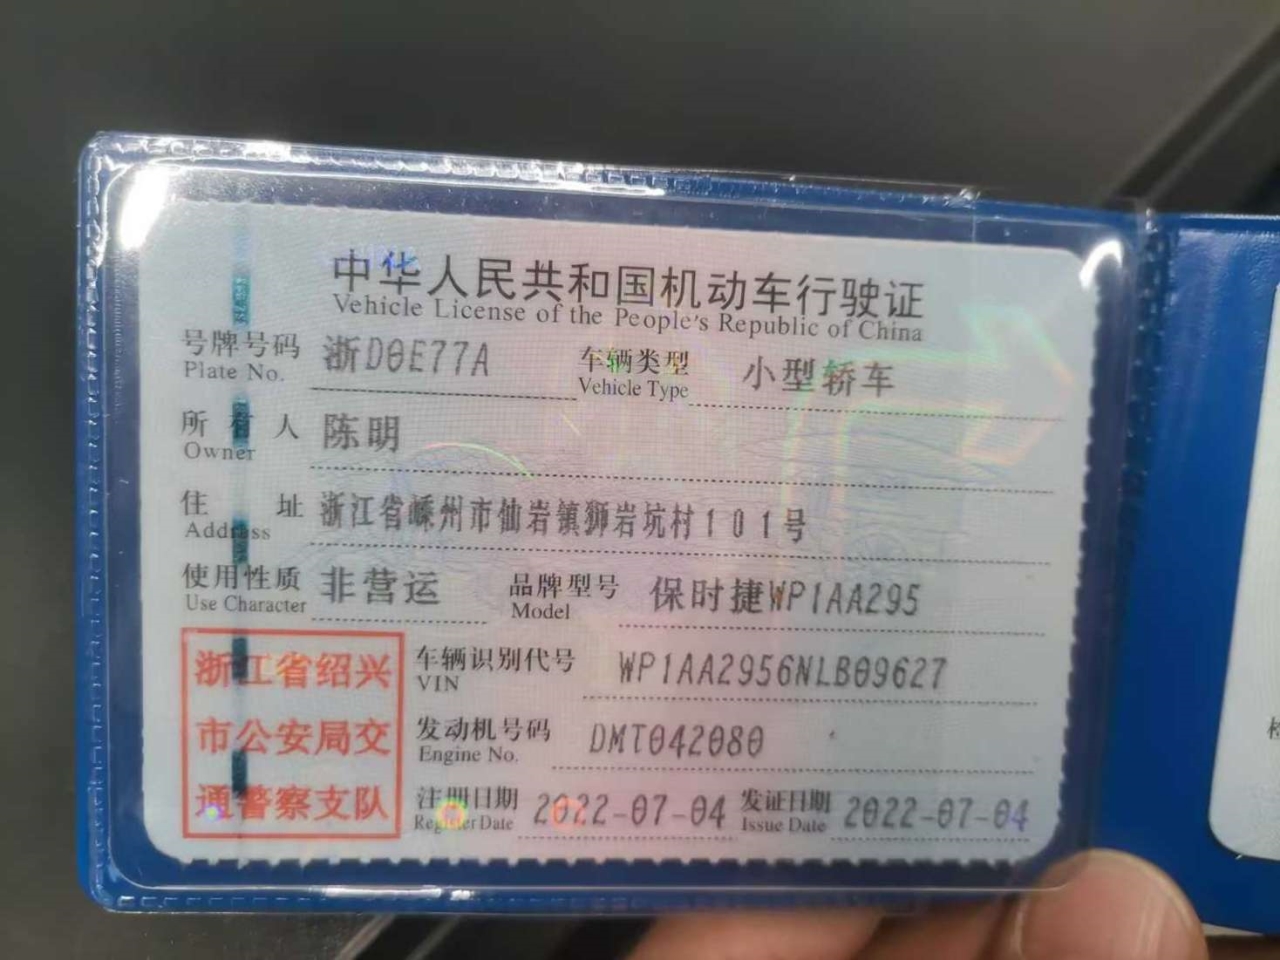 中华人民共和国机动车行驶证
Vehicle License of the People's Republic of China
号牌号码 浙D0E77A 车辆类型 小型轿车
Plate No. Vehicle Type
所有人 陈明
Owner
住址 浙江省嵊州市仙岩镇狮岩坑村101号
Address
使用性质 非营运 品牌型号 保时捷WP1AA295
Use Character Model
浙江省绍兴
市公安局交
通警察支队
车辆识别代号 WP1AA2956NLB09627
VIN
发动机号码 DMT042080
Engine No.
注册日期 2022-07-04 发证日期 2022-07-04
Register Date Issue Date